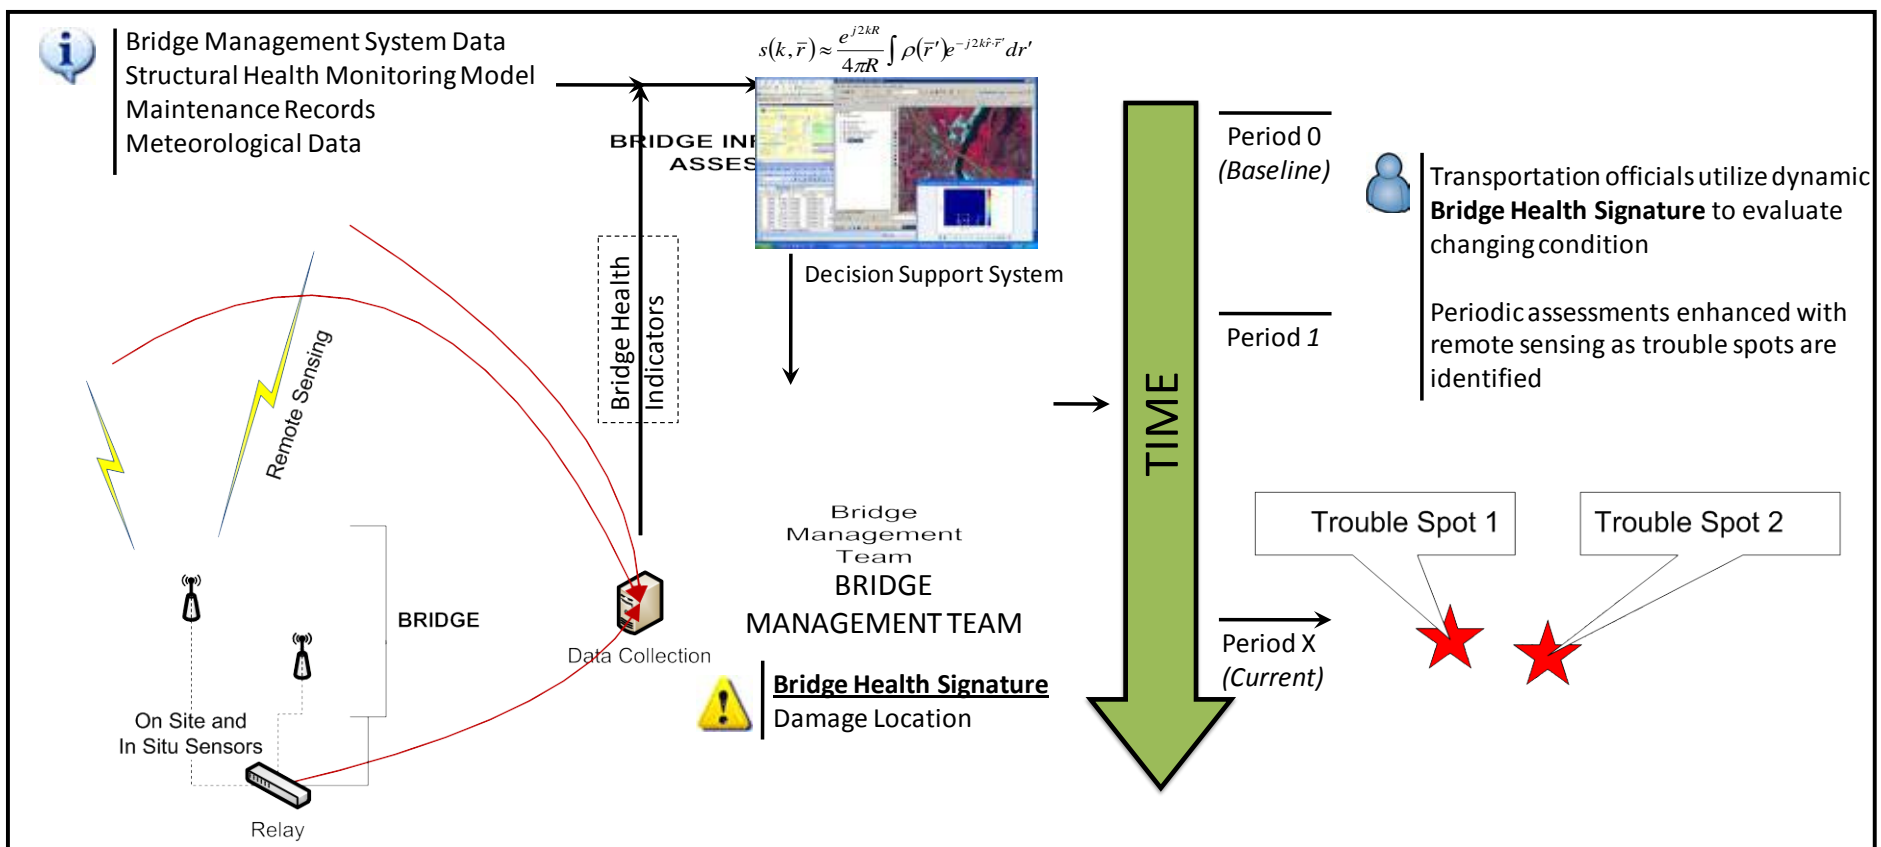 Bridge Management System Data
Structural Health Monitoring Model
Maintenance Records
Meteorological Data
s(k, r̅) ≈ e^{j2kR} / 4πR ∫ ρ(r̅′)e^{-j2kr̂·r̅′} dr′
BRIDGE INF
ASSES
Decision Support System
Bridge Health
Indicators
Remote Sensing
BRIDGE
On Site and
In Situ Sensors
Relay
Data Collection
Bridge
Management
Team
BRIDGE
MANAGEMENT TEAM
Bridge Health Signature
Damage Location
TIME
Period 0
(Baseline)
Transportation officials utilize dynamic
Bridge Health Signature to evaluate
changing condition
Period 1
Periodic assessments enhanced with
remote sensing as trouble spots are
identified
Trouble Spot 1
Trouble Spot 2
Period X
(Current)